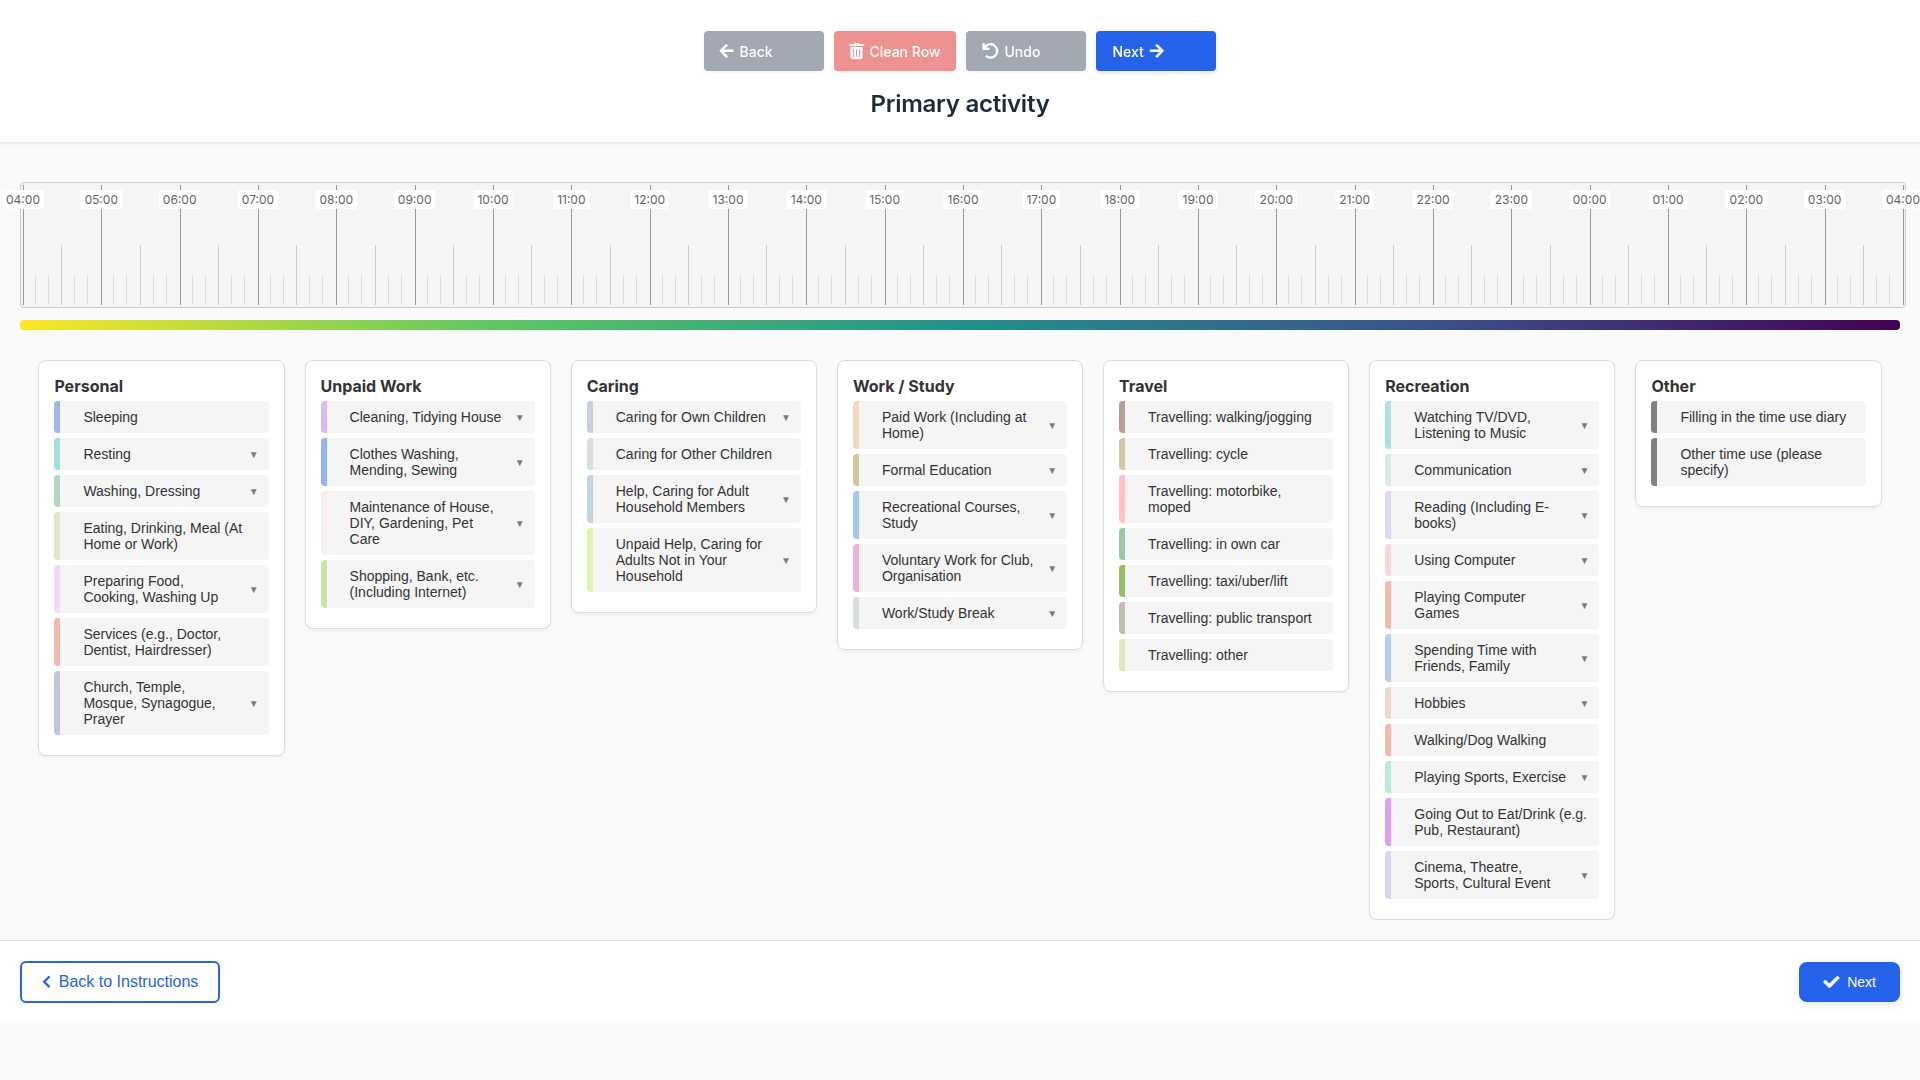 Back
Clean Row
Undo
Next
Primary activity
04:00 05:00 06:00 07:00 08:00 09:00 10:00 11:00 12:00 13:00 14:00 15:00 16:00 17:00 18:00 19:00 20:00 21:00 22:00 23:00 00:00 01:00 02:00 03:00 04:00
Personal
Sleeping
Resting
Washing, Dressing
Eating, Drinking, Meal (At
Home or Work)
Preparing Food,
Cooking, Washing Up
Services (e.g., Doctor,
Dentist, Hairdresser)
Church, Temple,
Mosque, Synagogue,
Prayer
Unpaid Work
Cleaning, Tidying House
Clothes Washing,
Mending, Sewing
Maintenance of House,
DIY, Gardening, Pet
Care
Shopping, Bank, etc.
(Including Internet)
Caring
Caring for Own Children
Caring for Other Children
Help, Caring for Adult
Household Members
Unpaid Help, Caring for
Adults Not in Your
Household
Work / Study
Paid Work (Including at
Home)
Formal Education
Recreational Courses,
Study
Voluntary Work for Club,
Organisation
Work/Study Break
Travel
Travelling: walking/jogging
Travelling: cycle
Travelling: motorbike,
moped
Travelling: in own car
Travelling: taxi/uber/lift
Travelling: public transport
Travelling: other
Recreation
Watching TV/DVD,
Listening to Music
Communication
Reading (Including E-
books)
Using Computer
Playing Computer
Games
Spending Time with
Friends, Family
Hobbies
Walking/Dog Walking
Playing Sports, Exercise
Going Out to Eat/Drink (e.g.
Pub, Restaurant)
Cinema, Theatre,
Sports, Cultural Event
Other
Filling in the time use diary
Other time use (please
specify)
Back to Instructions
Next